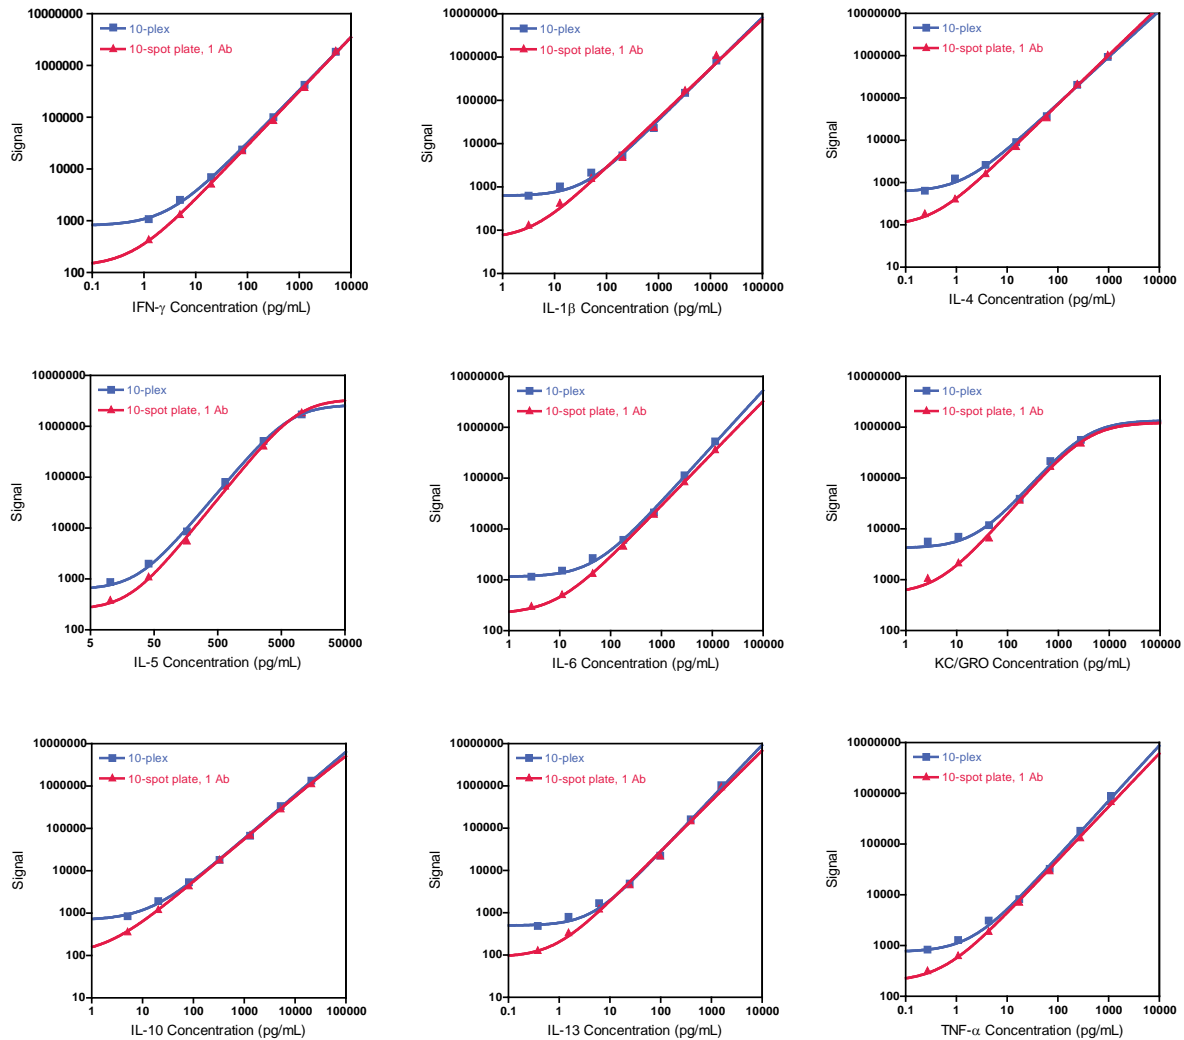 10000000
1000000
100000
10000
1000
100
Signal
10-plex
10-spot plate, 1 Ab
0.1 1 10 100 1000 10000
IFN-γ Concentration (pg/mL)
10000000
1000000
100000
10000
1000
100
10
Signal
10-plex
10-spot plate, 1 Ab
1 10 100 1000 10000 100000
IL-1β Concentration (pg/mL)
10000000
1000000
100000
10000
1000
100
10
Signal
10-plex
10-spot plate, 1 Ab
0.1 1 10 100 1000 10000
IL-4 Concentration (pg/mL)
10000000
1000000
100000
10000
1000
100
Signal
10-plex
10-spot plate, 1 Ab
5 50 500 5000 50000
IL-5 Concentration (pg/mL)
10000000
1000000
100000
10000
1000
100
Signal
10-plex
10-spot plate, 1 Ab
1 10 100 1000 10000 100000
IL-6 Concentration (pg/mL)
10000000
1000000
100000
10000
1000
100
Signal
10-plex
10-spot plate, 1 Ab
1 10 100 1000 10000 100000
KC/GRO Concentration (pg/mL)
10000000
1000000
100000
10000
1000
100
10
Signal
10-plex
10-spot plate, 1 Ab
1 10 100 1000 10000 100000
IL-10 Concentration (pg/mL)
10000000
1000000
100000
10000
1000
100
10
Signal
10-plex
10-spot plate, 1 Ab
0.1 1 10 100 1000 10000
IL-13 Concentration (pg/mL)
10000000
1000000
100000
10000
1000
100
Signal
10-plex
10-spot plate, 1 Ab
0.1 1 10 100 1000 10000
TNF-α Concentration (pg/mL)